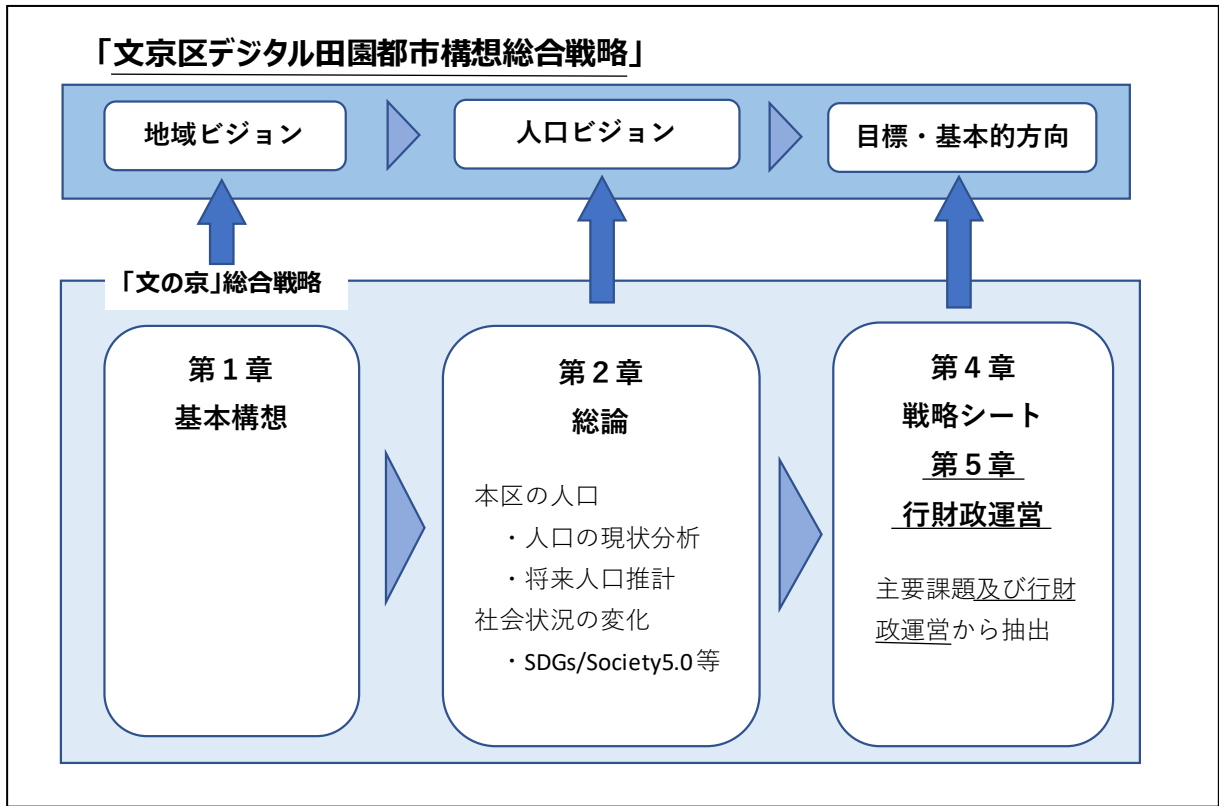 「文京区デジタル田園都市構想総合戦略」
地域ビジョン
人口ビジョン
目標・基本的方向
「文の京」総合戦略
第1章
基本構想
第2章
総論
本区の人口
・人口の現状分析
・将来人口推計
社会状況の変化
・SDGs/Society5.0等
第4章
戦略シート
第5章
行財政運営
主要課題及び行財
政運営から抽出